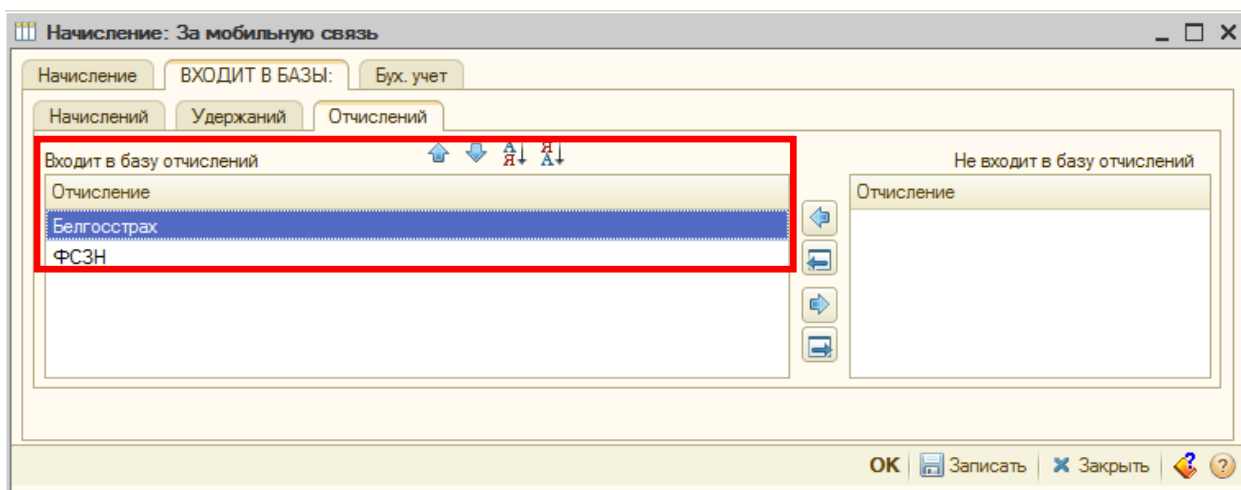 Начисление: За мобильную связь
Начисление ВХОДИТ В БАЗЫ: Бух. учет
Начислений Удержаний Отчислений
Входит в базу отчислений
Не входит в базу отчислений
Отчисление
Отчисление
Белгосстрах
ФСЗН
OK Записать Закрыть